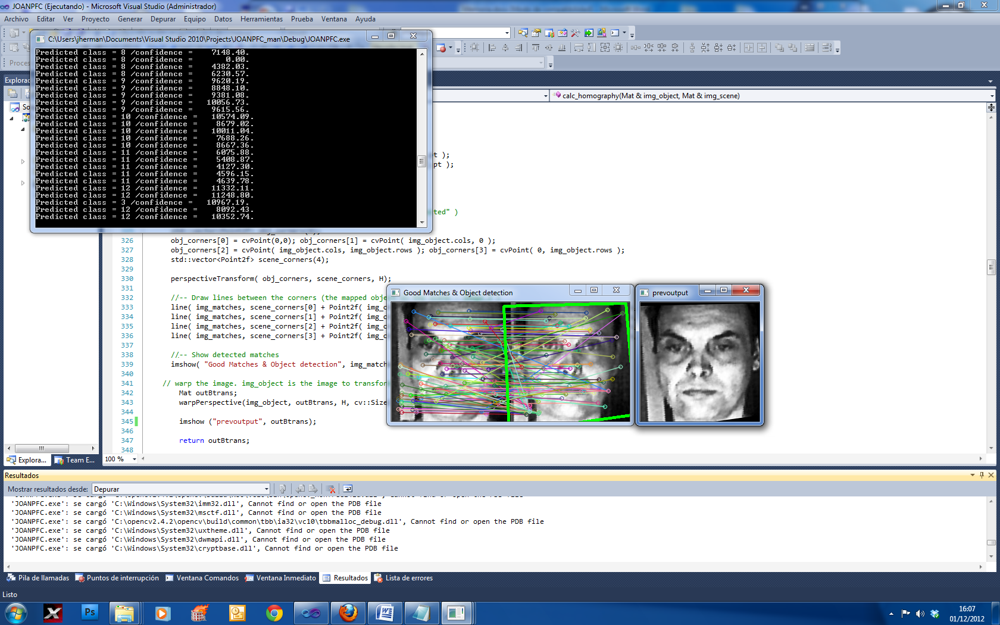 JOANPFC (Ejecutando) - Microsoft Visual Studio (Administrador)
Archivo Editar Ver Proyecto Generar Depurar Equipo Datos Herramientas Prueba Ventana Ayuda
C:\Users\jherman\Documents\Visual Studio 2010\Projects\JOANPFC_man\Debug\JOANPFC.exe
Predicted class = 8 /confidence = 7148.40.
Predicted class = 8 /confidence = 0.00.
Predicted class = 8 /confidence = 4382.03.
Predicted class = 8 /confidence = 6230.57.
Predicted class = 9 /confidence = 9620.19.
Predicted class = 9 /confidence = 8848.10.
Predicted class = 9 /confidence = 9381.08.
Predicted class = 9 /confidence = 10056.73.
Predicted class = 9 /confidence = 9615.56.
Predicted class = 10 /confidence = 10574.09.
Predicted class = 10 /confidence = 8679.02.
Predicted class = 10 /confidence = 10011.04.
Predicted class = 10 /confidence = 7688.26.
Predicted class = 10 /confidence = 8667.36.
Predicted class = 11 /confidence = 6075.88.
Predicted class = 11 /confidence = 5408.87.
Predicted class = 11 /confidence = 4127.30.
Predicted class = 11 /confidence = 4596.15.
Predicted class = 11 /confidence = 4639.78.
Predicted class = 12 /confidence = 11332.11.
Predicted class = 12 /confidence = 11248.80.
Predicted class = 3 /confidence = 10967.19.
Predicted class = 12 /confidence = 8092.43.
Predicted class = 12 /confidence = 10352.74.
Proces
Explorac
So
calc_homography(Mat & img_object, Mat & img_scene)
t );
pt );
ted" )
326 obj_corners[0] = cvPoint(0,0); obj_corners[1] = cvPoint( img_object.cols, 0 );
327 obj_corners[2] = cvPoint( img_object.cols, img_object.rows ); obj_corners[3] = cvPoint( 0, img_object.rows );
328 std::vector<Point2f> scene_corners(4);
329
330 perspectiveTransform( obj_corners, scene_corners, H);
331
332 //-- Draw lines between the corners (the mapped obje
333 line( img_matches, scene_corners[0] + Point2f( img_o
334 line( img_matches, scene_corners[1] + Point2f( img_o
335 line( img_matches, scene_corners[2] + Point2f( img_o
336 line( img_matches, scene_corners[3] + Point2f( img_o
337
338 //-- Show detected matches
339 imshow( "Good Matches & Object detection", img_match
340
341 // warp the image. img_object is the image to transfor
342 Mat outBtrans;
343 warpPerspective(img_object, outBtrans, H, cv::Size
344
345 imshow ("prevoutput", outBtrans);
346
347 return outBtrans;
348
Good Matches & Object detection
prevoutput
100 %
Explora... Team E...
Resultados
Mostrar resultados desde: Depurar
'JOANPFC.exe': se cargó 'C:\Windows\System32\imm32.dll', Cannot find or open the PDB file
'JOANPFC.exe': se cargó 'C:\Windows\System32\msctf.dll', Cannot find or open the PDB file
'JOANPFC.exe': se cargó 'C:\opencv2.4.2\opencv\build\common\tbb\ia32\vc10\tbbmalloc_debug.dll', Cannot find or open the PDB file
'JOANPFC.exe': se cargó 'C:\Windows\System32\uxtheme.dll', Cannot find or open the PDB file
'JOANPFC.exe': se cargó 'C:\Windows\System32\dwmapi.dll', Cannot find or open the PDB file
'JOANPFC.exe': se cargó 'C:\Windows\System32\cryptbase.dll', Cannot find or open the PDB file
Pila de llamadas Puntos de interrupción Ventana Comandos Ventana Inmediato Resultados Lista de errores
Listo
Ps
16:07
01/12/2012